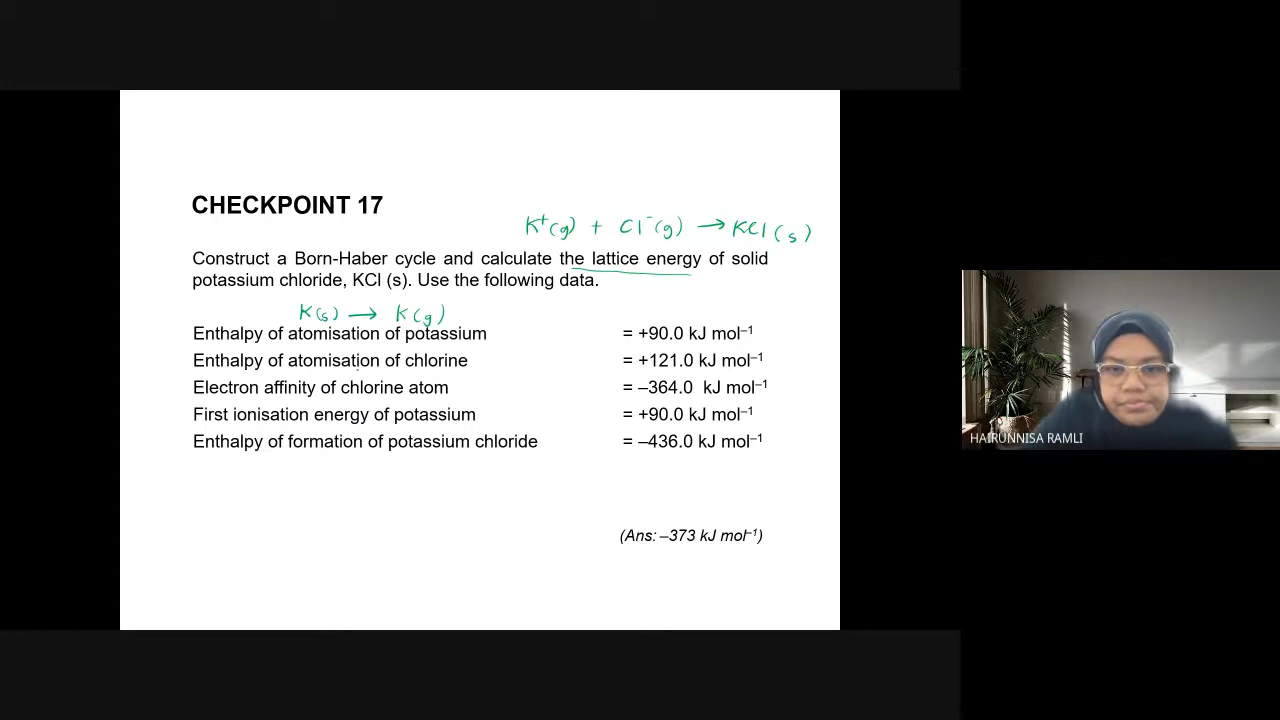 CHECKPOINT 17
K⁺(g) + Cl⁻(g) → KCl(s)
Construct a Born-Haber cycle and calculate the lattice energy of solid
potassium chloride, KCl (s). Use the following data.
K(s) → K(g)
Enthalpy of atomisation of potassium = +90.0 kJ mol⁻¹
Enthalpy of atomisation of chlorine = +121.0 kJ mol⁻¹
Electron affinity of chlorine atom = –364.0 kJ mol⁻¹
First ionisation energy of potassium = +90.0 kJ mol⁻¹
Enthalpy of formation of potassium chloride = –436.0 kJ mol⁻¹
(Ans: –373 kJ mol⁻¹)
HAIRUNNISA RAMLI